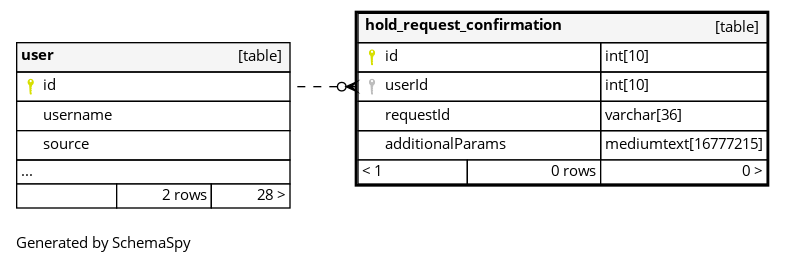 user [table]
id
username
source
...
2 rows 28 >
hold_request_confirmation [table]
id int[10]
userId int[10]
requestId varchar[36]
additionalParams mediumtext[16777215]
< 1 0 rows 0 >
Generated by SchemaSpy